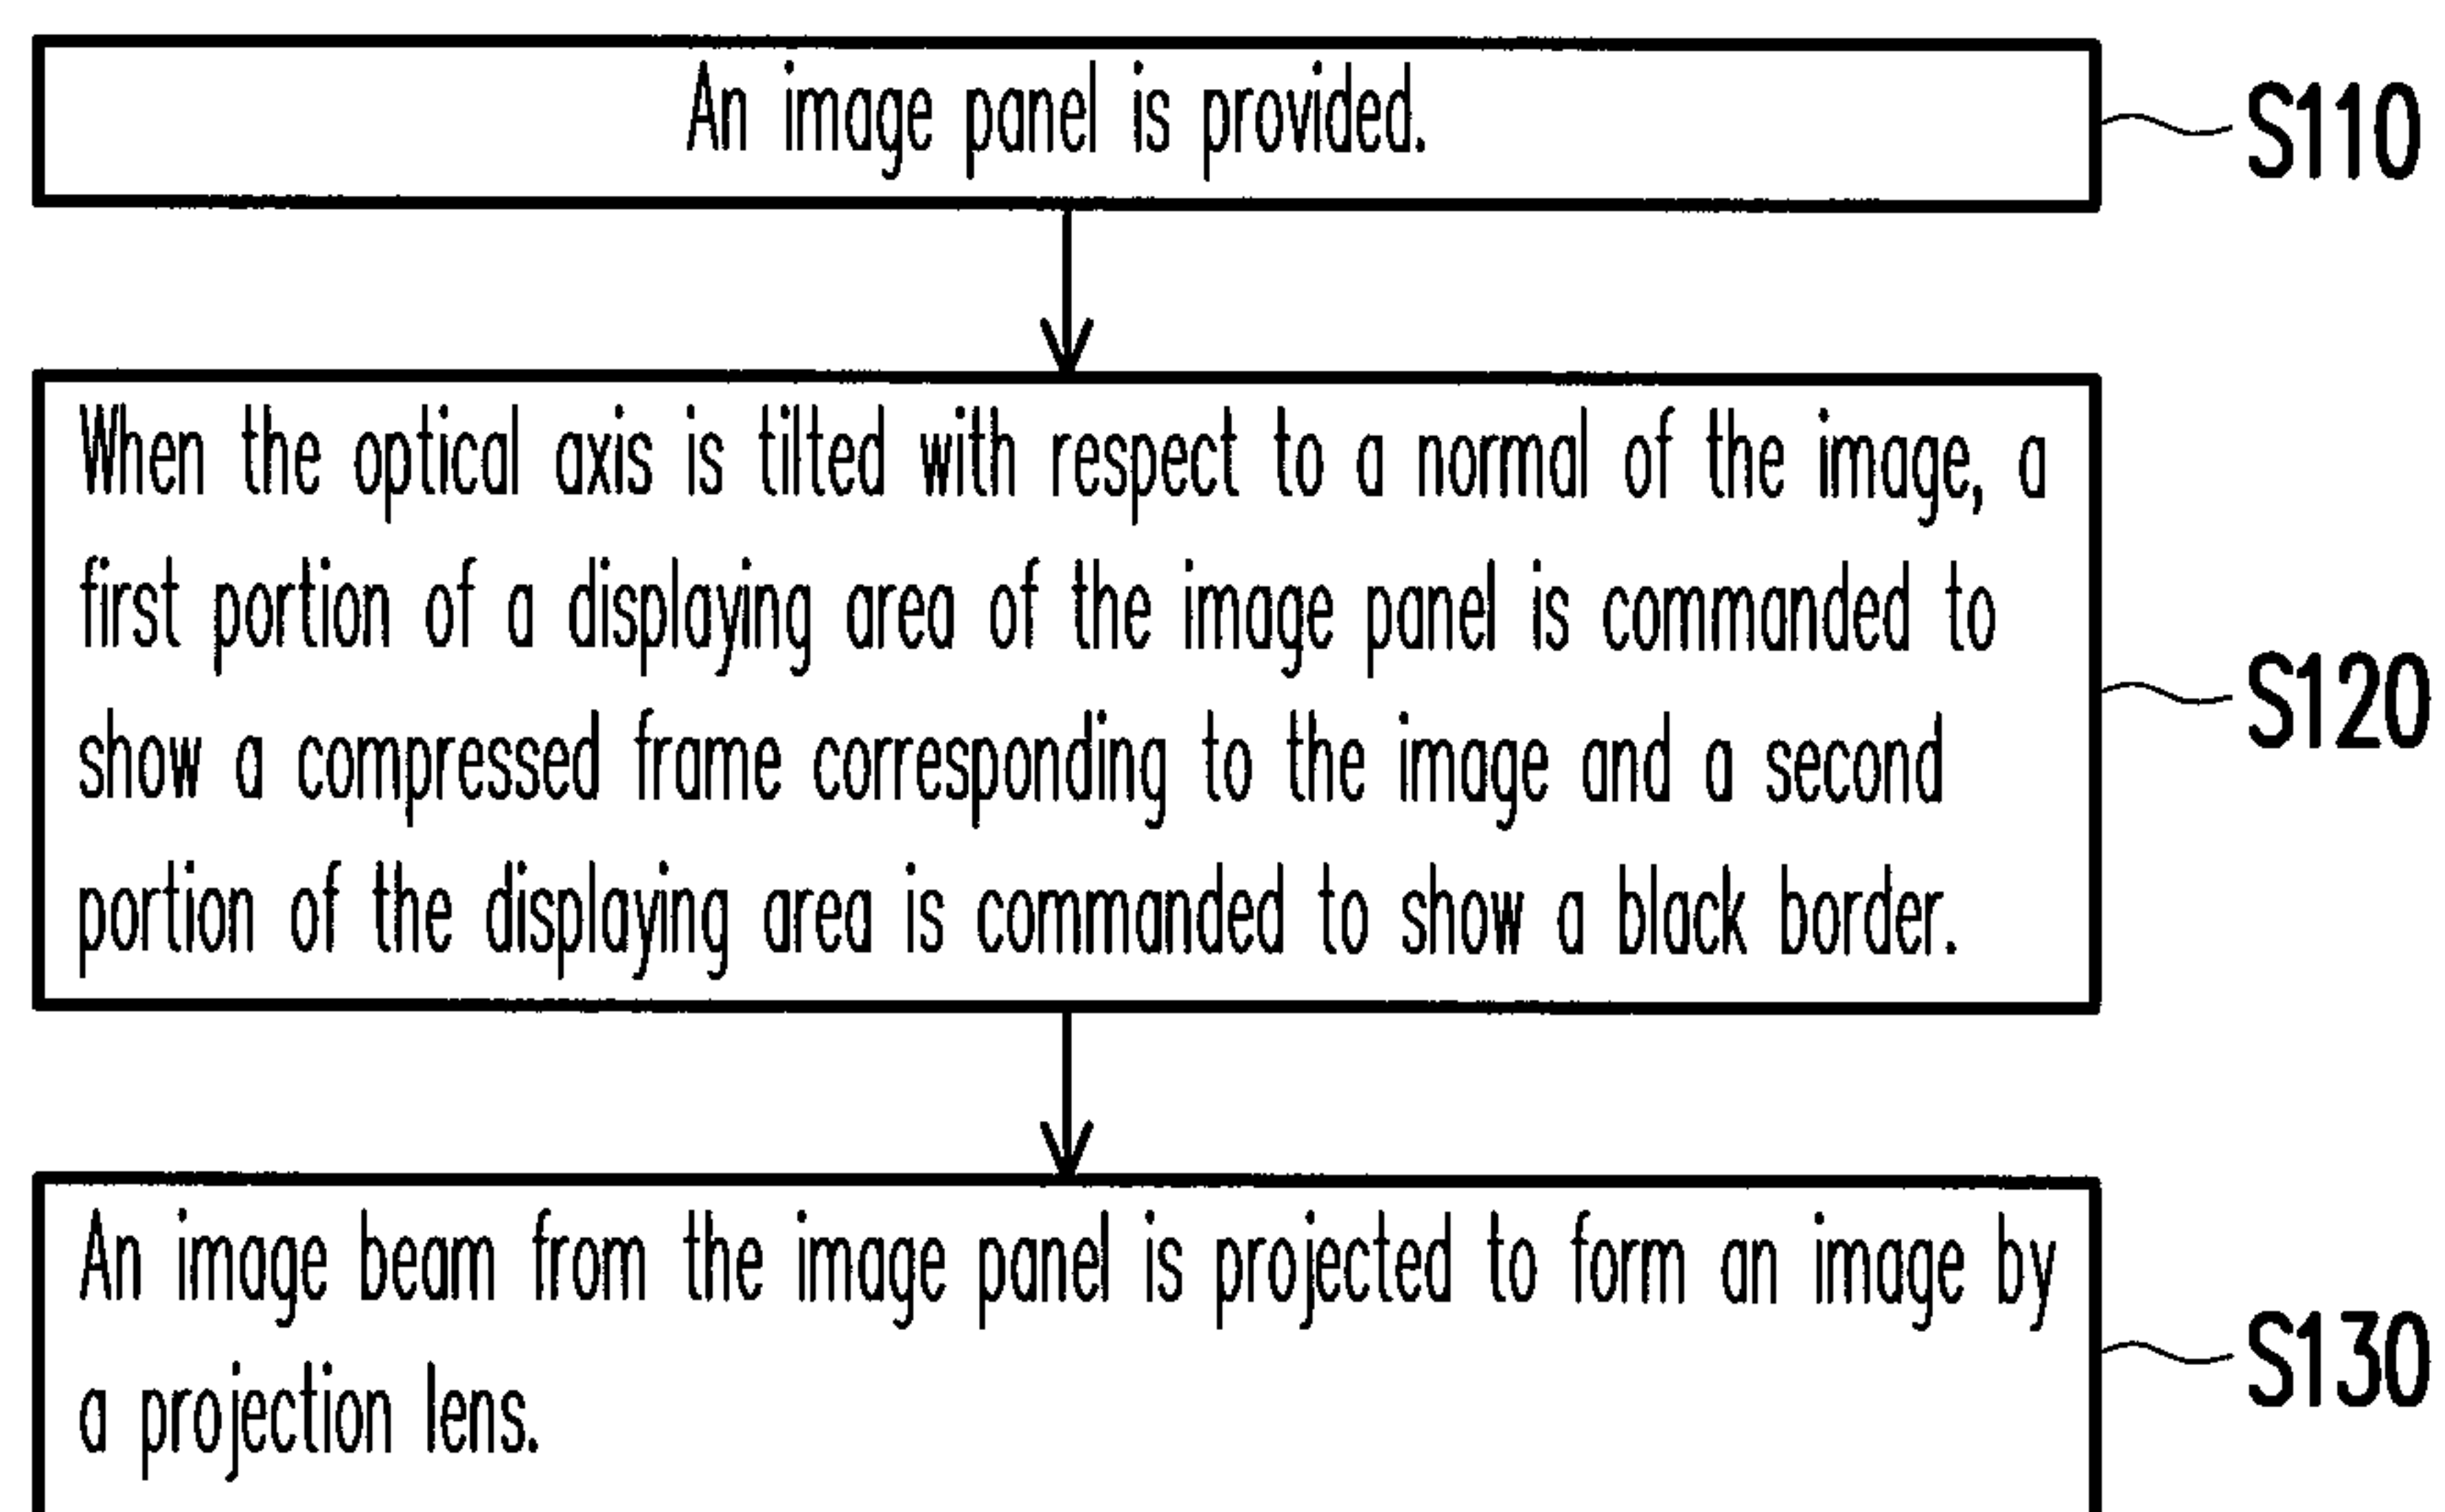 An image panel is provided.
S110
When the optical axis is tilted with respect to a normal of the image, a
first portion of a displaying area of the image panel is commanded to
show a compressed frame corresponding to the image and a second
portion of the displaying area is commanded to show a black border.
S120
An image beam from the image panel is projected to form an image by
a projection lens.
S130